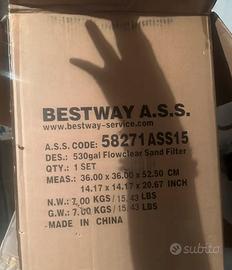 BESTWAY A.S.S.
www.bestway-service.com
A.S.S. CODE: 58271ASS15
DES.: 530gal Flowclear Sand Filter
QTY.: 1 SET
MEAS.: 36.00 x 36.00 x 52.50 CM
14.17 x 14.17 x 20.67 INCH
N.W.: 7.00 KGS / 15.43 LBS
G.W.: 7.00 KGS / 15.43 LBS
MADE IN CHINA
subito